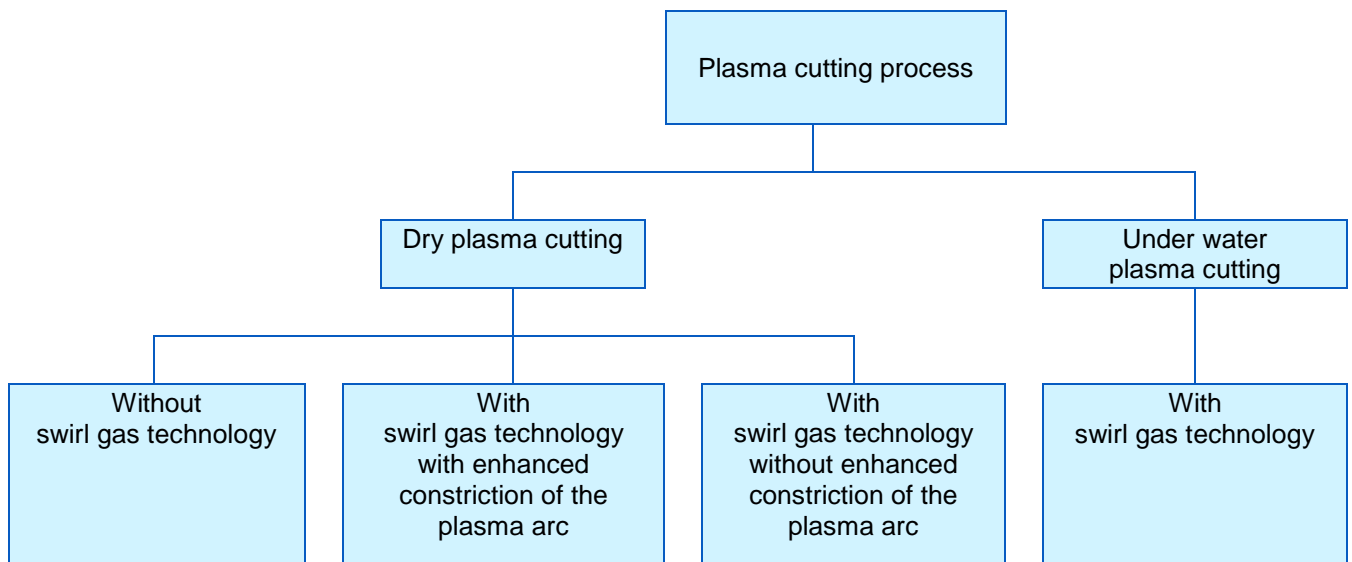 Plasma cutting process
Dry plasma cutting
Under water
plasma cutting
Without
swirl gas technology
With
swirl gas technology
with enhanced
constriction of the
plasma arc
With
swirl gas technology
without enhanced
constriction of the
plasma arc
With
swirl gas technology